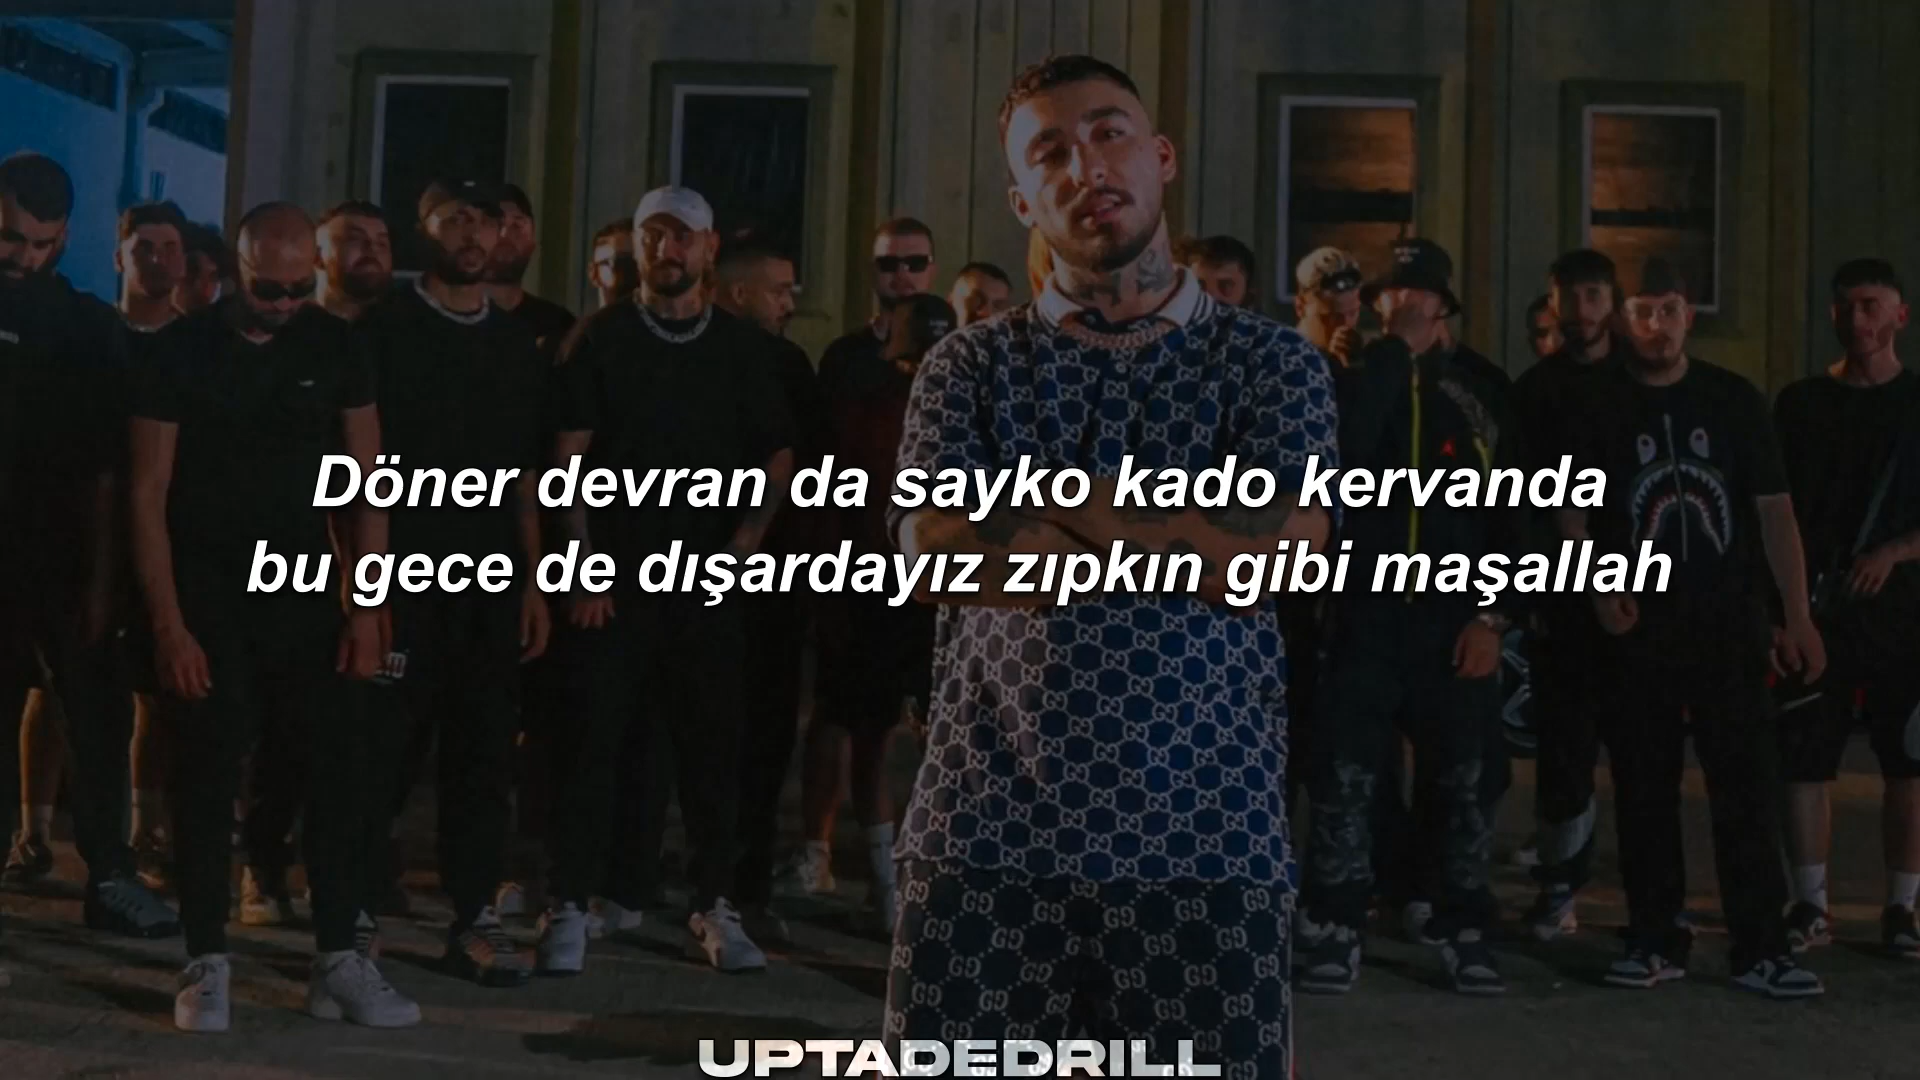 Döner devran da sayko kado kervanda
bu gece de dışardayız zıpkın gibi maşallah
UPTADEDRILL